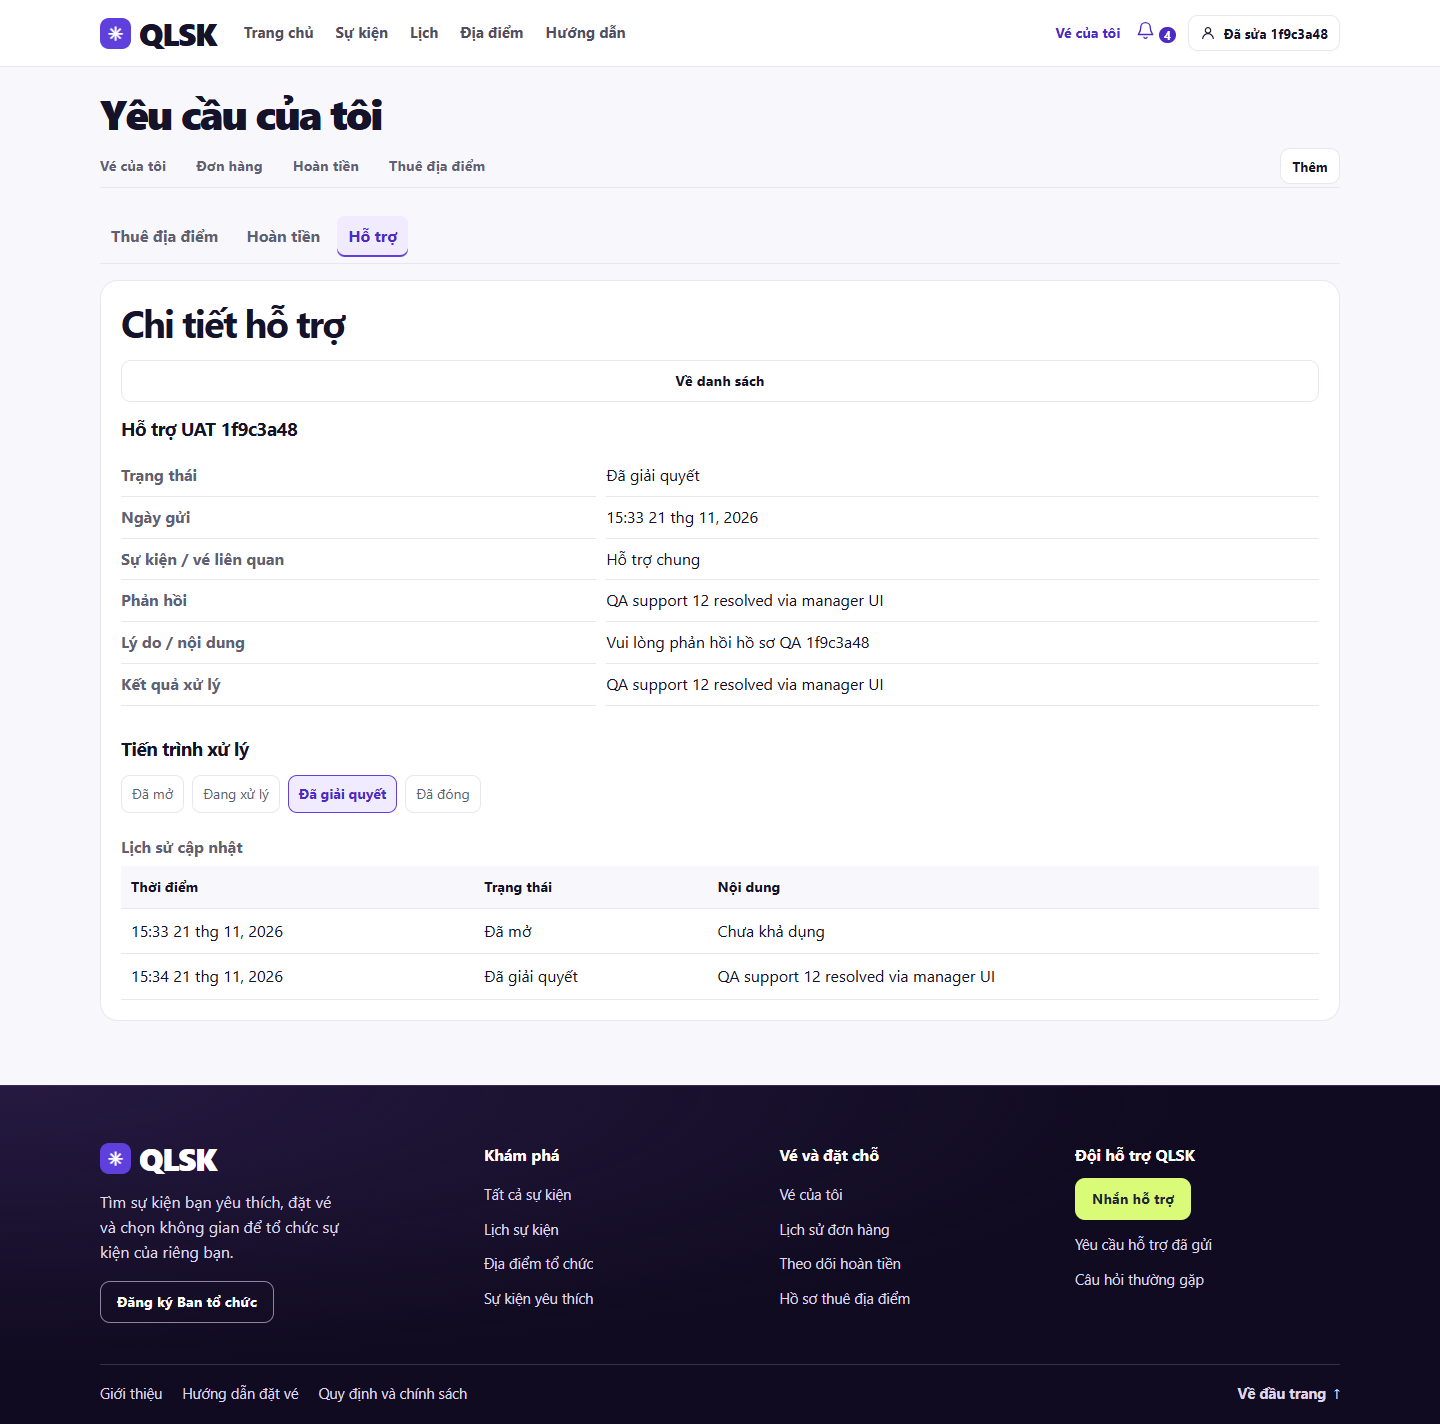 QLSK
Trang chủ
Sự kiện
Lịch
Địa điểm
Hướng dẫn
Vé của tôi
4
Đã sửa 1f9c3a48
Yêu cầu của tôi
Vé của tôi
Đơn hàng
Hoàn tiền
Thuê địa điểm
Thêm
Thuê địa điểm
Hoàn tiền
Hỗ trợ
Chi tiết hỗ trợ
Về danh sách
Hỗ trợ UAT 1f9c3a48
Trạng thái
Đã giải quyết
Ngày gửi
15:33 21 thg 11, 2026
Sự kiện / vé liên quan
Hỗ trợ chung
Phản hồi
QA support 12 resolved via manager UI
Lý do / nội dung
Vui lòng phản hồi hồ sơ QA 1f9c3a48
Kết quả xử lý
QA support 12 resolved via manager UI
Tiến trình xử lý
Đã mở
Đang xử lý
Đã giải quyết
Đã đóng
Lịch sử cập nhật
Thời điểm
Trạng thái
Nội dung
15:33 21 thg 11, 2026
Đã mở
Chưa khả dụng
15:34 21 thg 11, 2026
Đã giải quyết
QA support 12 resolved via manager UI
QLSK
Tìm sự kiện bạn yêu thích, đặt vé
và chọn không gian để tổ chức sự
kiện của riêng bạn.
Đăng ký Ban tổ chức
Khám phá
Tất cả sự kiện
Lịch sự kiện
Địa điểm tổ chức
Sự kiện yêu thích
Vé và đặt chỗ
Vé của tôi
Lịch sử đơn hàng
Theo dõi hoàn tiền
Hồ sơ thuê địa điểm
Đội hỗ trợ QLSK
Nhắn hỗ trợ
Yêu cầu hỗ trợ đã gửi
Câu hỏi thường gặp
Giới thiệu
Hướng dẫn đặt vé
Quy định và chính sách
Về đầu trang ↑